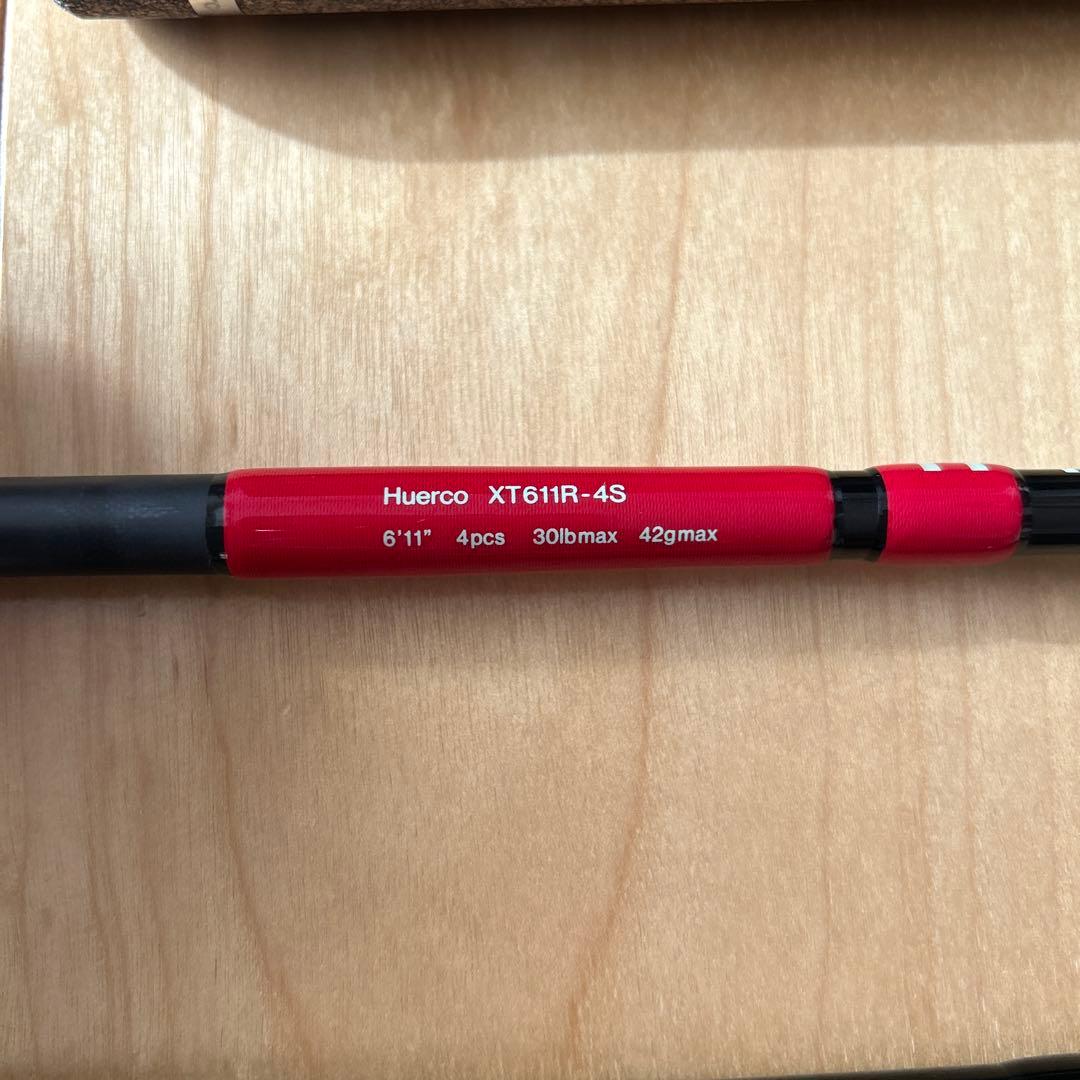 Huerco XT611R-4S
6'11" 4pcs 30lbmax 42gmax